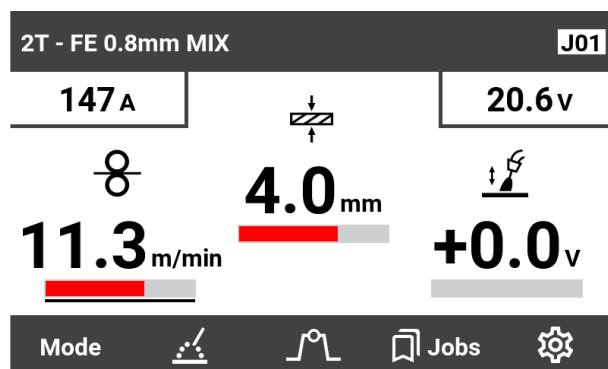 2T - FE 0.8mm MIX J01
147 A 20.6 V
4.0 mm
11.3 m/min +0.0 V
Mode Jobs